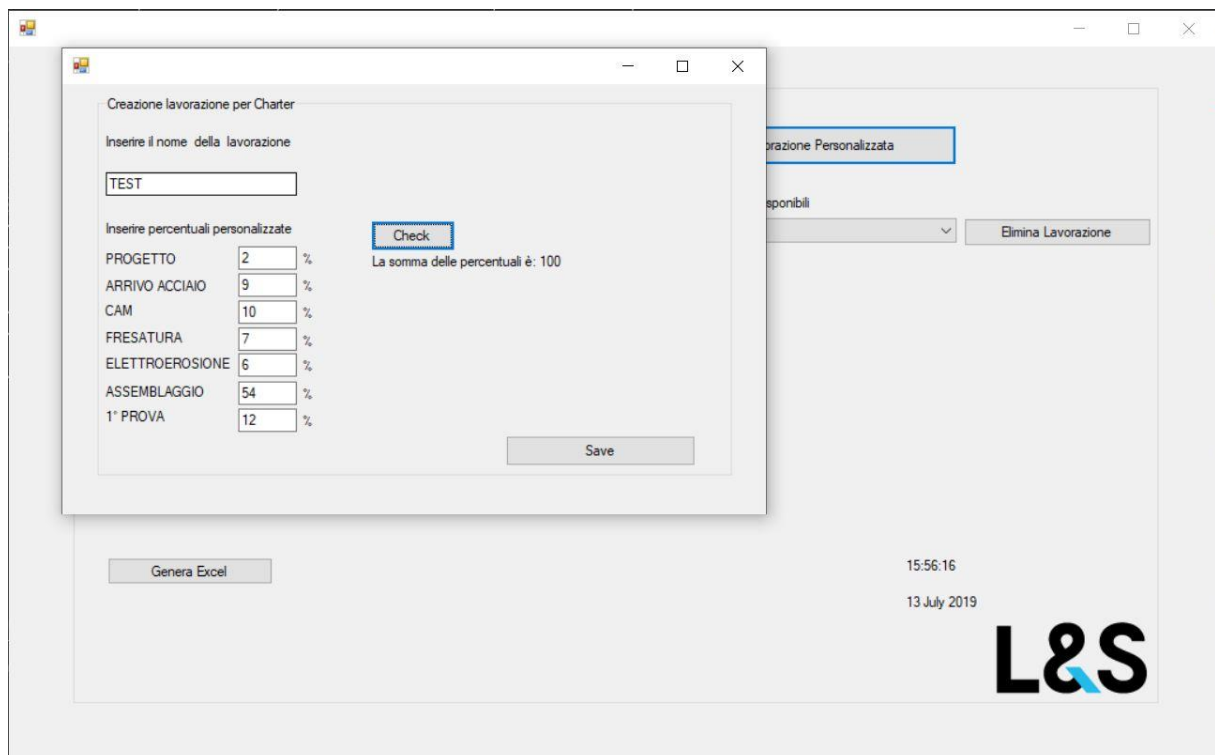 Creazione lavorazione per Charter
Inserire il nome della lavorazione
TEST
Inserire percentuali personalizzate
Check
La somma delle percentuali è: 100
PROGETTO 2 %
ARRIVO ACCIAIO 9 %
CAM 10 %
FRESATURA 7 %
ELETTROEROSIONE 6 %
ASSEMBLAGGIO 54 %
1° PROVA 12 %
Save
orazione Personalizzata
sponibili
Elimina Lavorazione
Genera Excel
15:56:16
13 July 2019
L&S